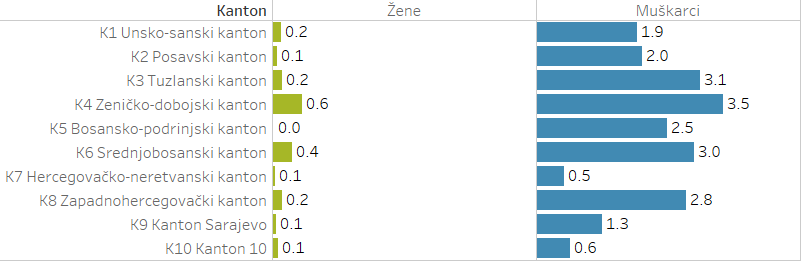 Kanton Žene Muškarci
K1 Unsko-sanski kanton 0.2 1.9
K2 Posavski kanton 0.1 2.0
K3 Tuzlanski kanton 0.2 3.1
K4 Zeničko-dobojski kanton 0.6 3.5
K5 Bosansko-podrinjski kanton 0.0 2.5
K6 Srednjobosanski kanton 0.4 3.0
K7 Hercegovačko-neretvanski kanton 0.1 0.5
K8 Zapadnohercegovački kanton 0.2 2.8
K9 Kanton Sarajevo 0.1 1.3
K10 Kanton 10 0.1 0.6